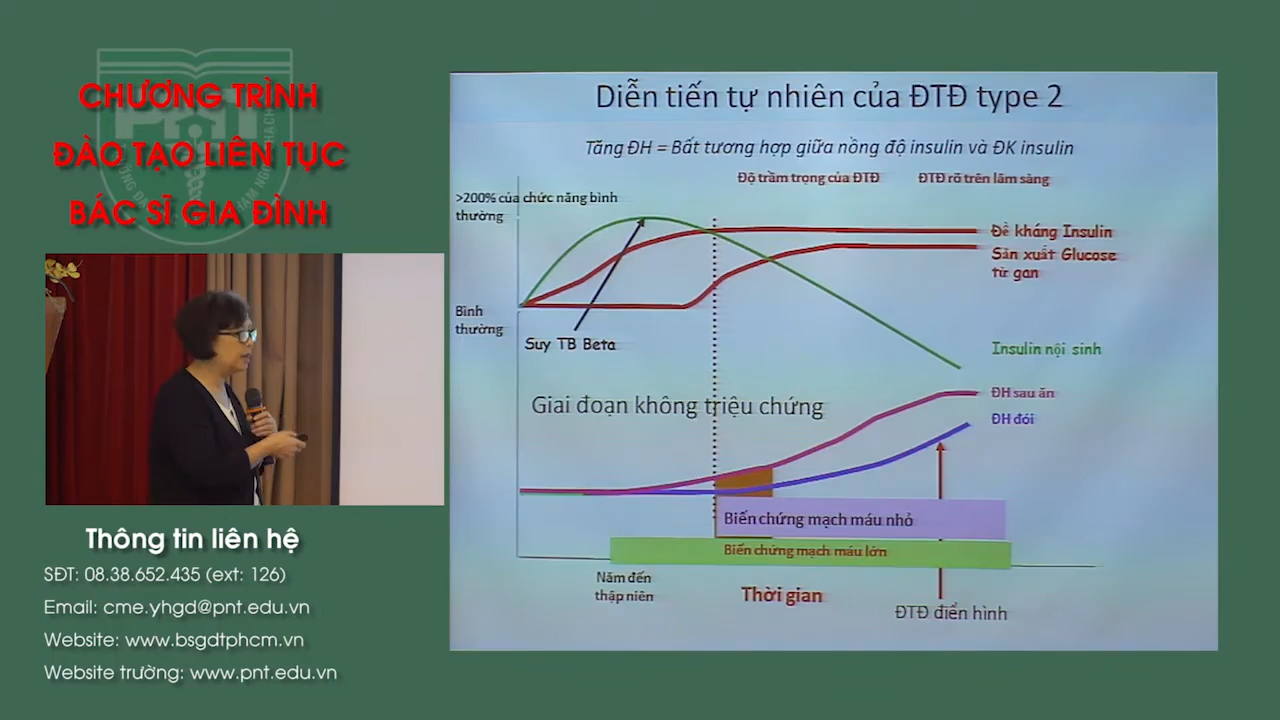 CHƯƠNG TRÌNH
ĐÀO TẠO LIÊN TỤC
BÁC SĨ GIA ĐÌNH
Thông tin liên hệ
SĐT: 08.38.652.435 (ext: 126)
Email: cme.yhgd@pnt.edu.vn
Website: www.bsgdtphcm.vn
Website trường: www.pnt.edu.vn
Diễn tiến tự nhiên của ĐTĐ type 2
Tăng ĐH = Bất tương hợp giữa nồng độ insulin và ĐK insulin
Độ trầm trọng của ĐTĐ
ĐTĐ rõ trên lâm sàng
>200% của chức năng bình
thường
Đề kháng Insulin
Sản xuất Glucose
từ gan
Bình
thường
Suy TB Beta
Insulin nội sinh
ĐH sau ăn
Giai đoạn không triệu chứng
ĐH đói
Biến chứng mạch máu nhỏ
Biến chứng mạch máu lớn
Năm đến
thập niên
Thời gian
ĐTĐ điển hình